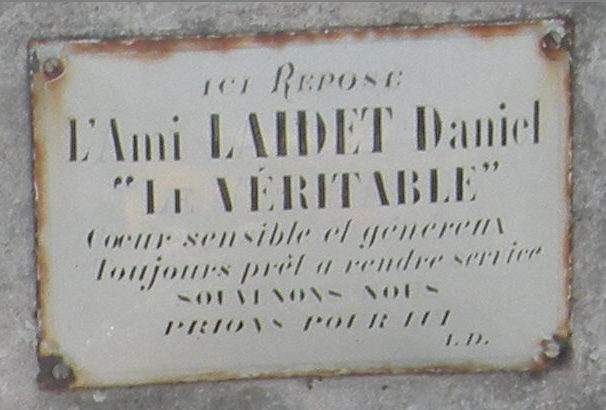 ICI REPOSE
L'Ami LAIDET Daniel
"LE VÉRITABLE"
Cœur sensible et généreux
Toujours prêt a rendre service
SOUVENONS NOUS
PRIONS POUR LUI
L.D.